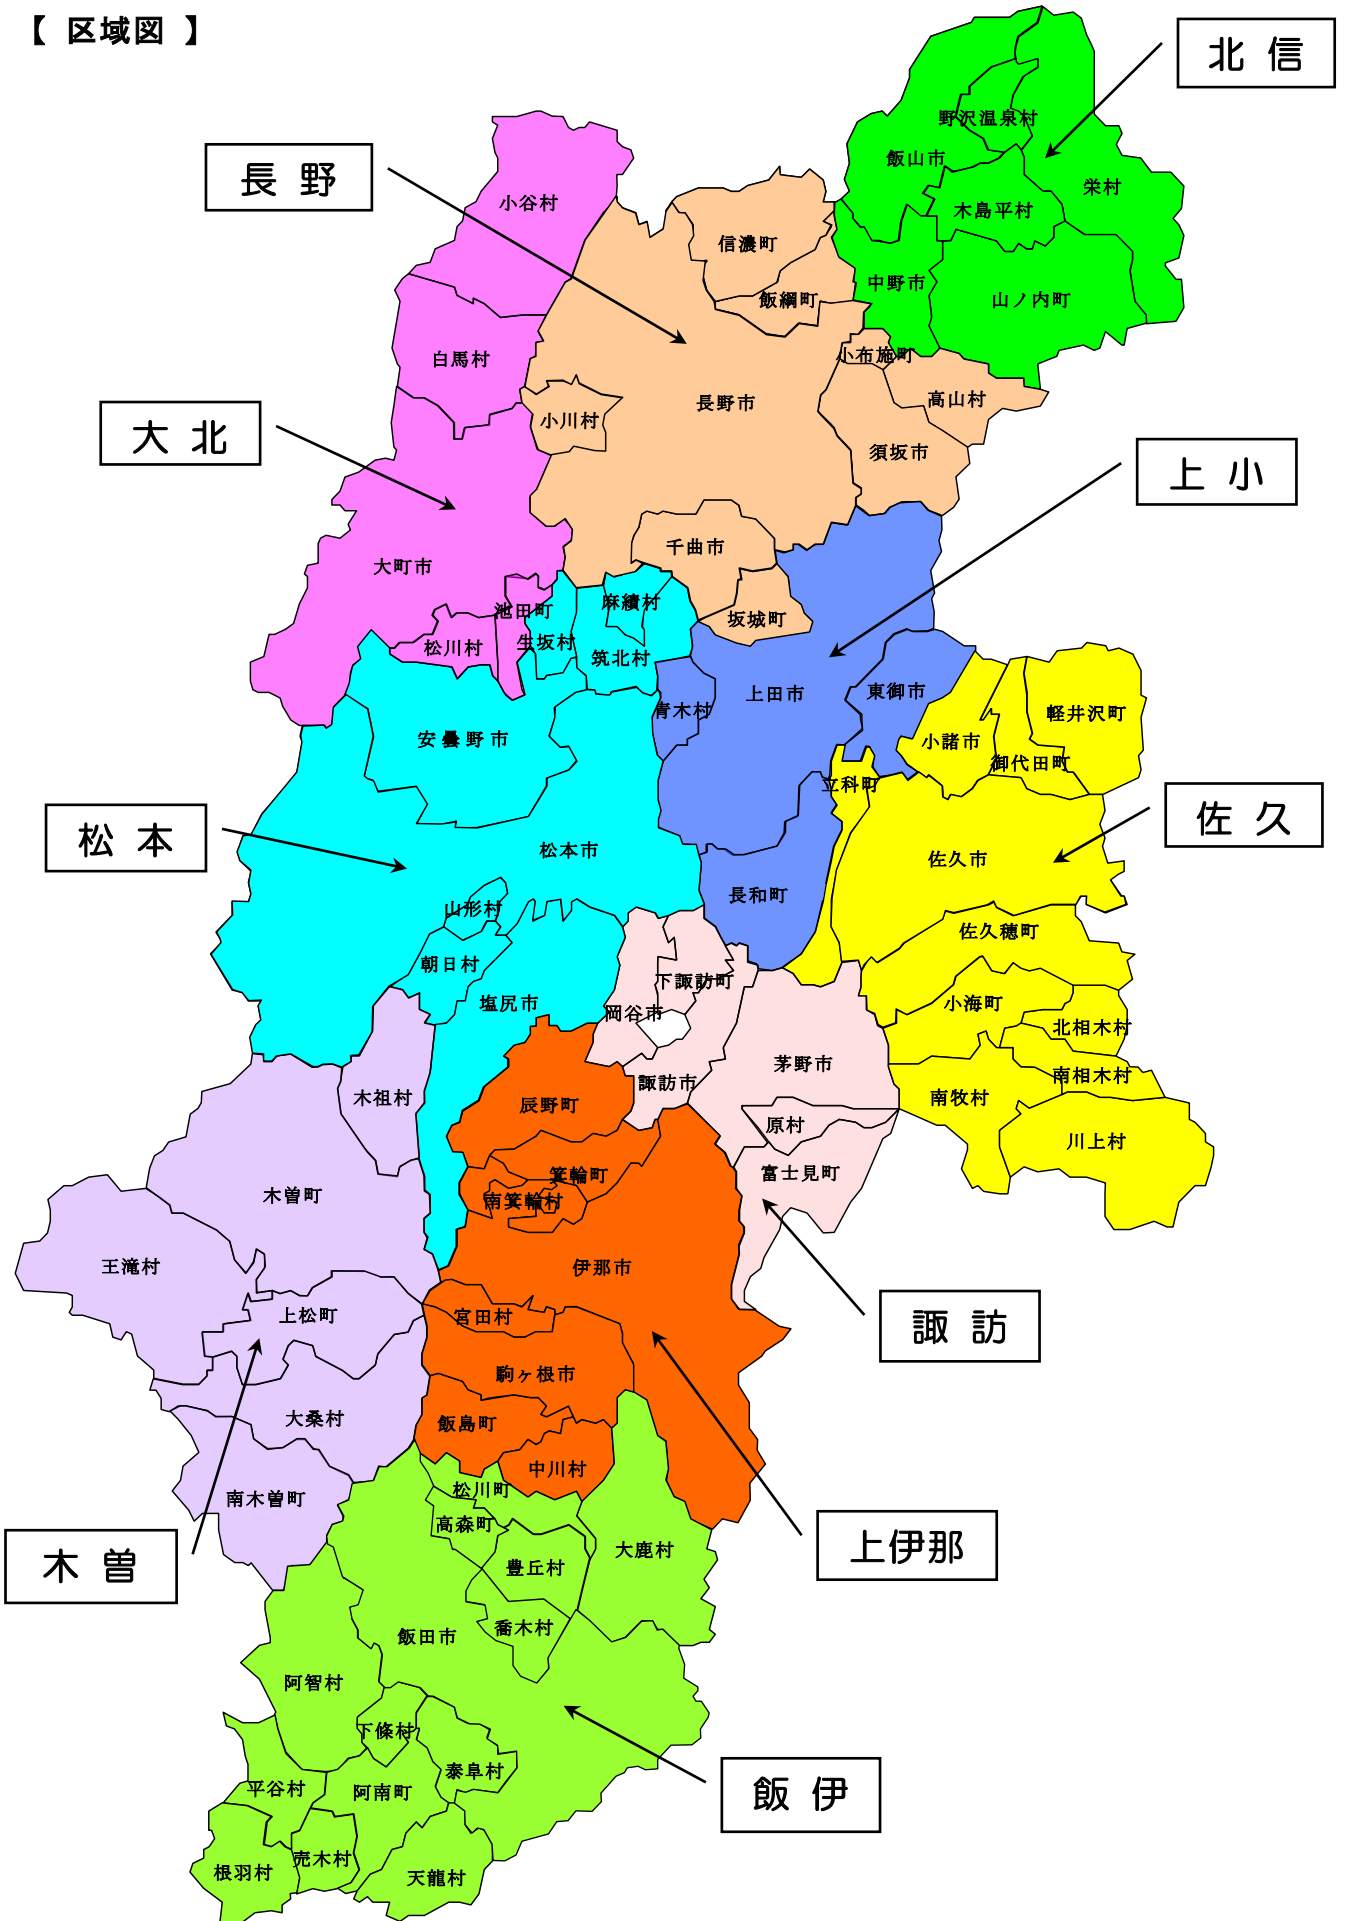 【 区域図 】
北 信
野沢温泉村
飯山市
栄村
木島平村
中野市
山ノ内町
長 野
信濃町
飯綱町
小布施町
高山村
長野市
小川村
須坂市
千曲市
坂城町
小谷村
白馬村
大 北
大町市
池田町
松川村
上 小
上田市
東御市
青木村
長和町
麻績村
生坂村
筑北村
安曇野市
松 本
松本市
山形村
朝日村
塩尻市
軽井沢町
小諸市
御代田町
立科町
佐 久
佐久市
佐久穂町
小海町
北相木村
南相木村
南牧村
川上村
下諏訪町
岡谷市
諏訪市
茅野市
原村
富士見町
諏 訪
木祖村
木曽町
王滝村
上松町
大桑村
南木曽町
木 曽
辰野町
箕輪町
南箕輪村
伊那市
宮田村
駒ヶ根市
飯島町
中川村
上伊那
松川町
高森町
大鹿村
豊丘村
喬木村
飯田市
阿智村
下條村
泰阜村
平谷村
阿南町
売木村
根羽村
天龍村
飯 伊